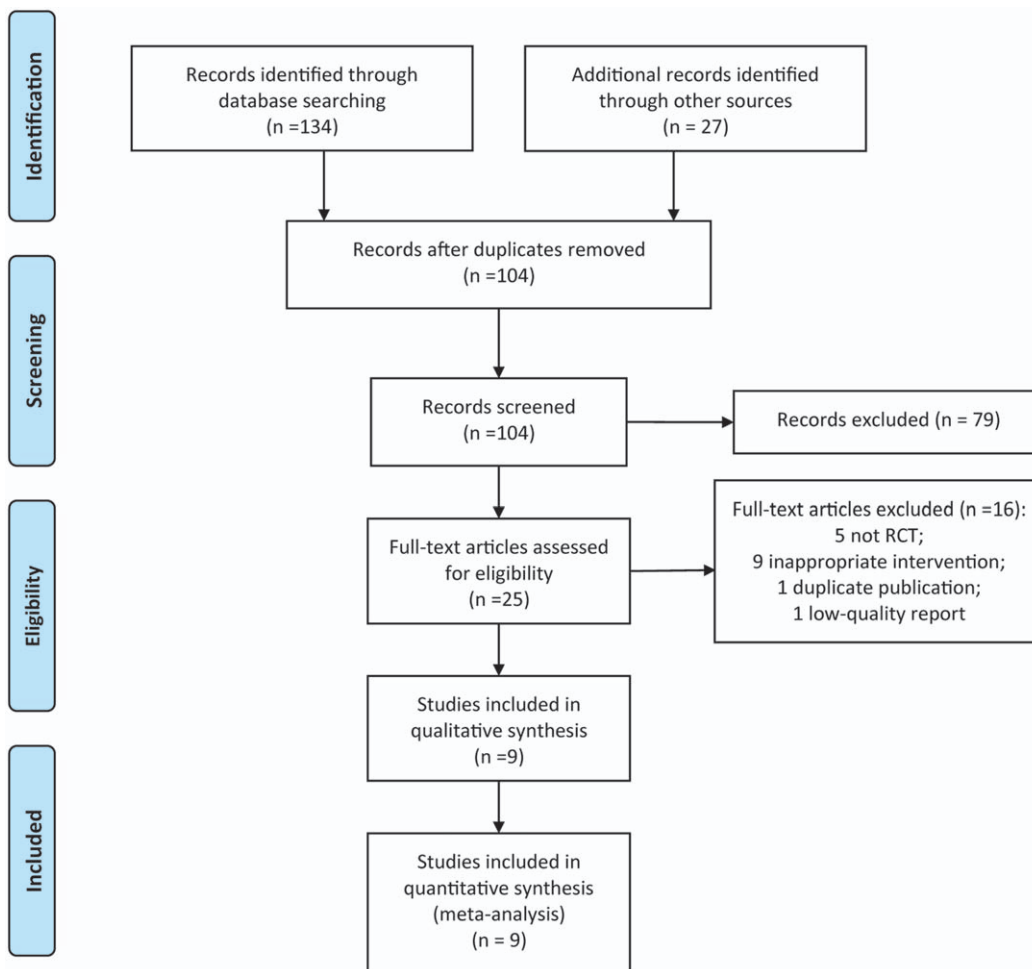 Identification
Records identified through
database searching
(n =134)
Additional records identified
through other sources
(n = 27)
Records after duplicates removed
(n =104)
Screening
Records screened
(n =104)
Records excluded (n = 79)
Eligibility
Full-text articles assessed
for eligibility
(n =25)
Full-text articles excluded (n =16):
5 not RCT;
9 inappropriate intervention;
1 duplicate publication;
1 low-quality report
Studies included in
qualitative synthesis
(n =9)
Included
Studies included in
quantitative synthesis
(meta-analysis)
(n = 9)